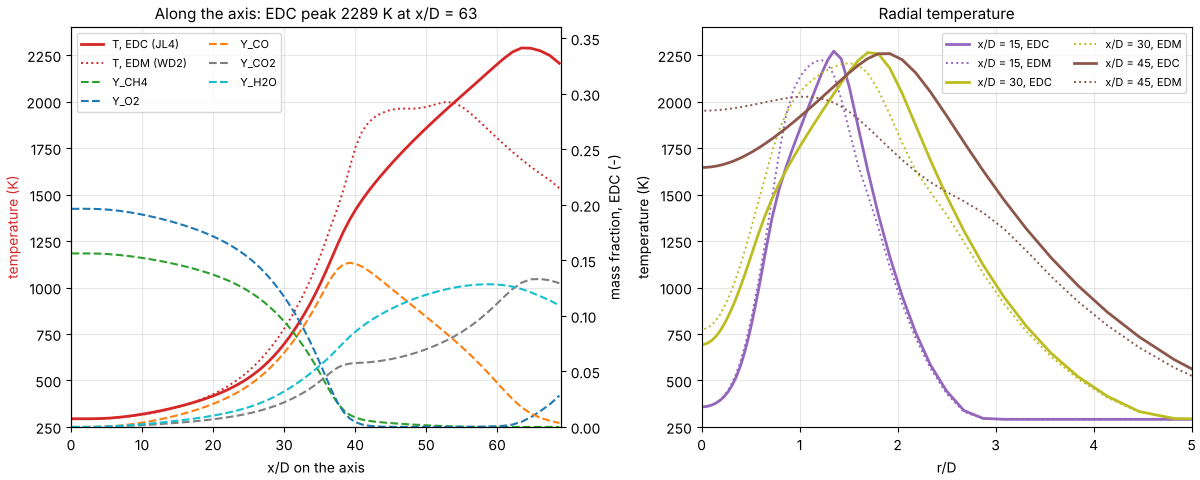 Along the axis: EDC peak 2289 K at x/D = 63
T, EDC (JL4)
T, EDM (WD2)
Y_CH4
Y_O2
Y_CO
Y_CO2
Y_H2O
temperature (K)
2250
2000
1750
1500
1250
1000
750
500
250
0
10
20
30
40
50
60
x/D on the axis
0.35
0.30
0.25
0.20
0.15
0.10
0.05
0.00
mass fraction, EDC (-)
Radial temperature
x/D = 15, EDC
x/D = 15, EDM
x/D = 30, EDC
x/D = 30, EDM
x/D = 45, EDC
x/D = 45, EDM
temperature (K)
2250
2000
1750
1500
1250
1000
750
500
250
0
1
2
3
4
5
r/D